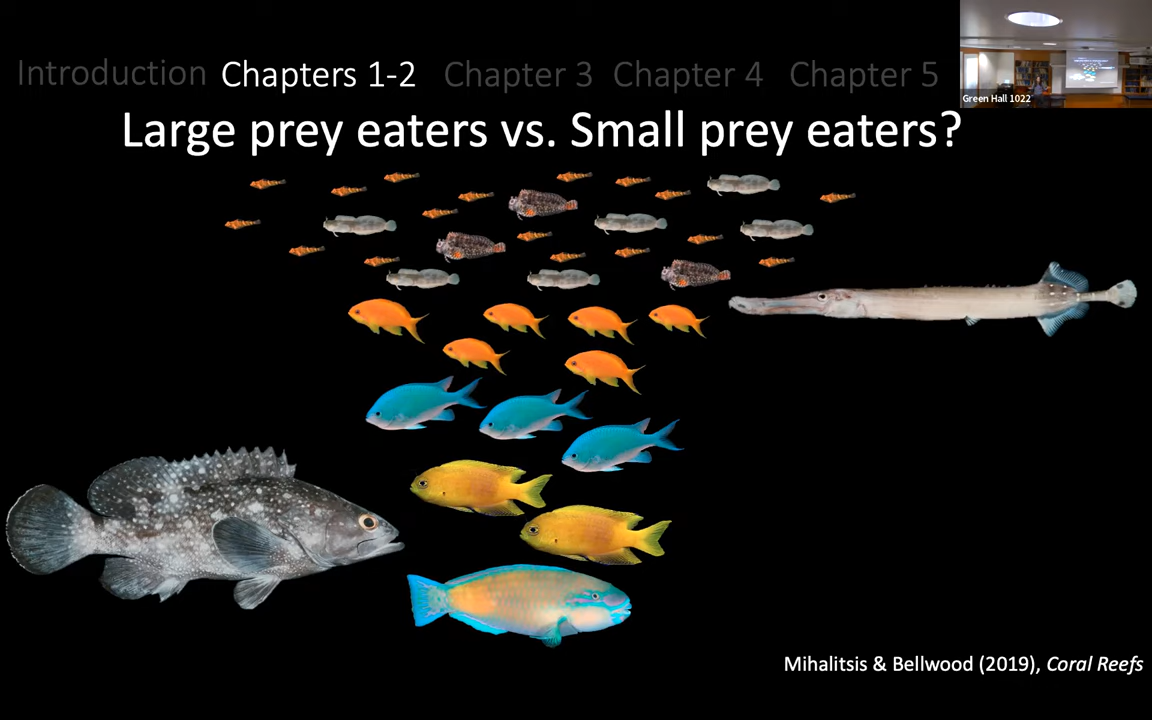 Introduction Chapters 1-2 Chapter 3 Chapter 4 Chapter 5
Green Hall 1022
Large prey eaters vs. Small prey eaters?
Mihalitsis & Bellwood (2019), Coral Reefs